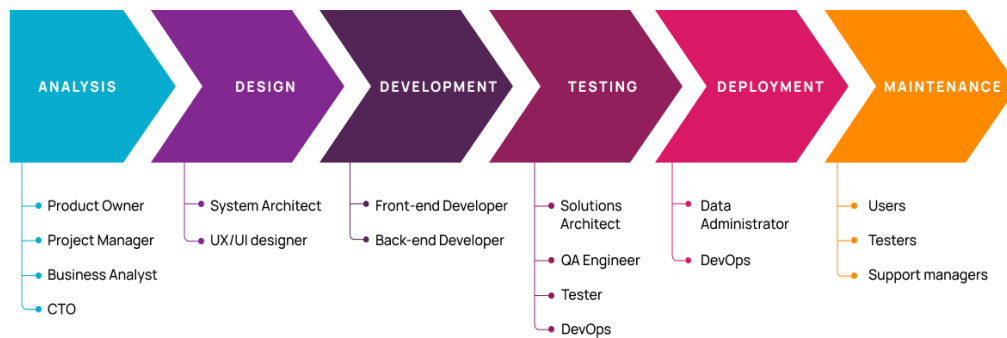 ANALYSIS
DESIGN
DEVELOPMENT
TESTING
DEPLOYMENT
MAINTENANCE
Product Owner
Project Manager
Business Analyst
CTO
System Architect
UX/UI designer
Front-end Developer
Back-end Developer
Solutions
Architect
QA Engineer
Tester
DevOps
Data
Administrator
DevOps
Users
Testers
Support managers